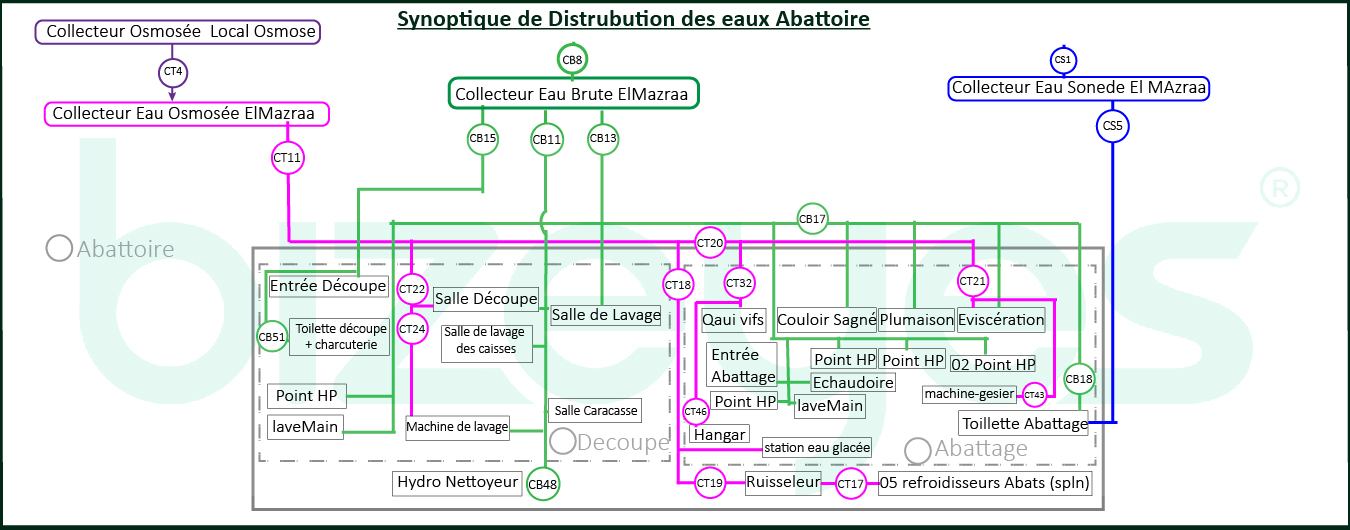 Synoptique de Distrubution des eaux Abattoire
Collecteur Osmosée Local Osmose
CT4
Collecteur Eau Osmosée ElMazraa
CT11
CB8
Collecteur Eau Brute ElMazraa
CB15
CB11
CB13
CS1
Collecteur Eau Sonede El MAzraa
CS5
bizeyes
®
Abattoire
CB17
CT20
Entrée Découpe
CT22
Salle Découpe
Salle de Lavage
CB51
Toilette découpe
+ charcuterie
CT24
Salle de lavage
des caisses
Point HP
laveMain
Machine de lavage
Salle Caracasse
Decoupe
Hydro Nettoyeur
CB48
CT18
CT32
CT21
Qaui vifs
Couloir Sagné
Plumaison
Eviscération
Entrée
Abattage
Point HP
Point HP
02 Point HP
Echaudoire
Point HP
laveMain
machine-gesier
CT43
CB18
CT46
Hangar
Toillette Abattage
station eau glacée
Abattage
CT19
Ruisseleur
CT17
05 refroidisseurs Abats (spln)